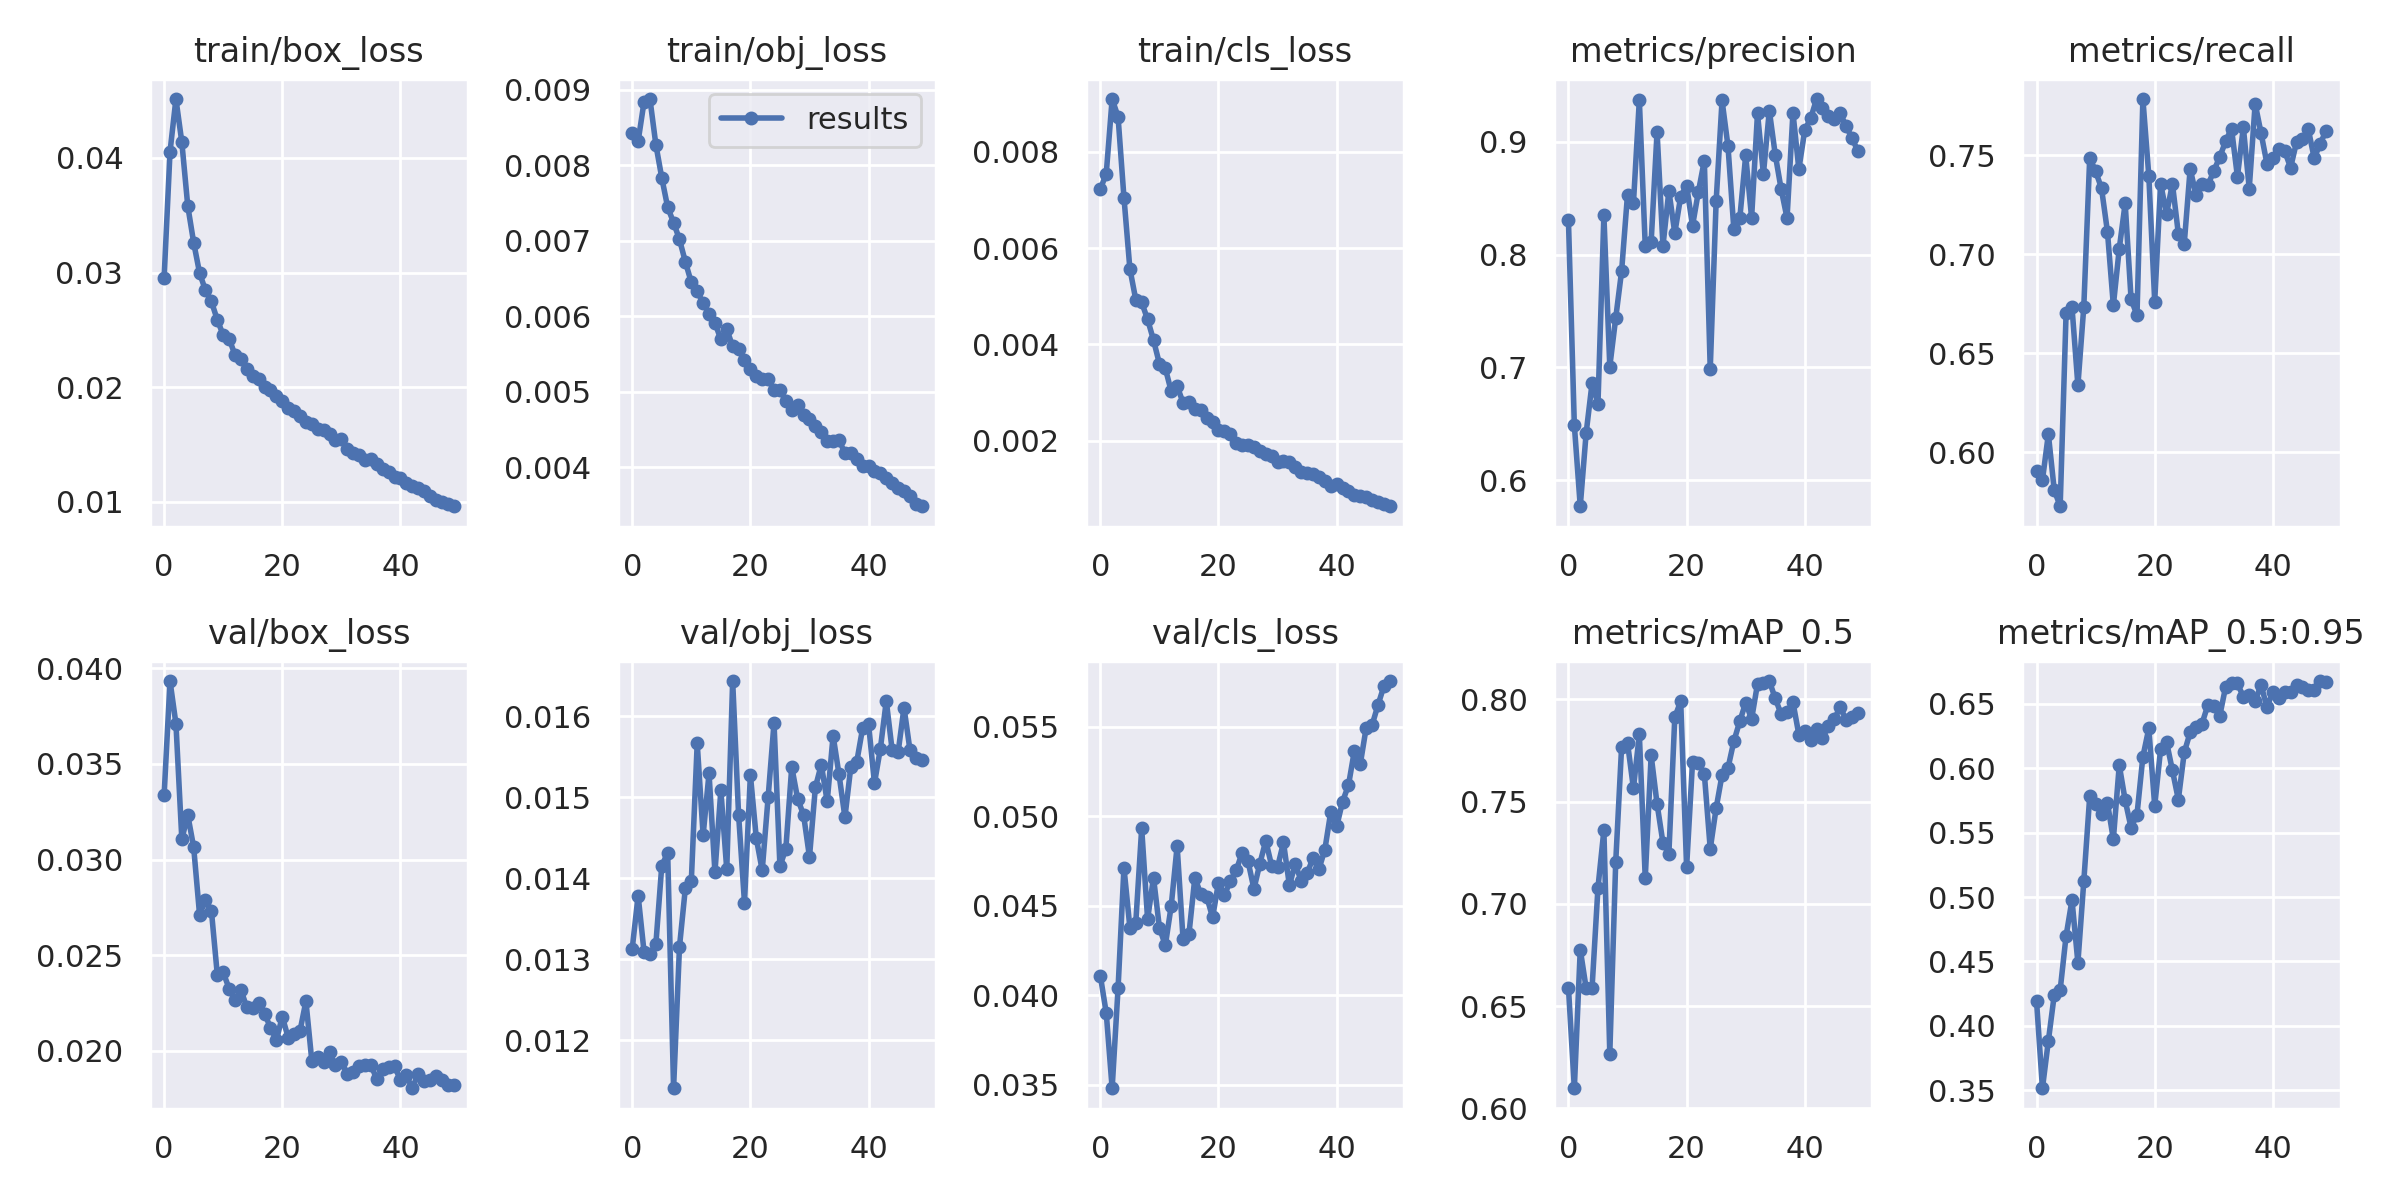 train/box_loss
0.04
0.03
0.02
0.01
0 20 40
train/obj_loss
results
0.009
0.008
0.007
0.006
0.005
0.004
0 20 40
train/cls_loss
0.008
0.006
0.004
0.002
0 20 40
metrics/precision
0.9
0.8
0.7
0.6
0 20 40
metrics/recall
0.75
0.70
0.65
0.60
0 20 40
val/box_loss
0.040
0.035
0.030
0.025
0.020
0 20 40
val/obj_loss
0.016
0.015
0.014
0.013
0.012
0 20 40
val/cls_loss
0.055
0.050
0.045
0.040
0.035
0 20 40
metrics/mAP_0.5
0.80
0.75
0.70
0.65
0.60
0 20 40
metrics/mAP_0.5:0.95
0.65
0.60
0.55
0.50
0.45
0.40
0.35
0 20 40